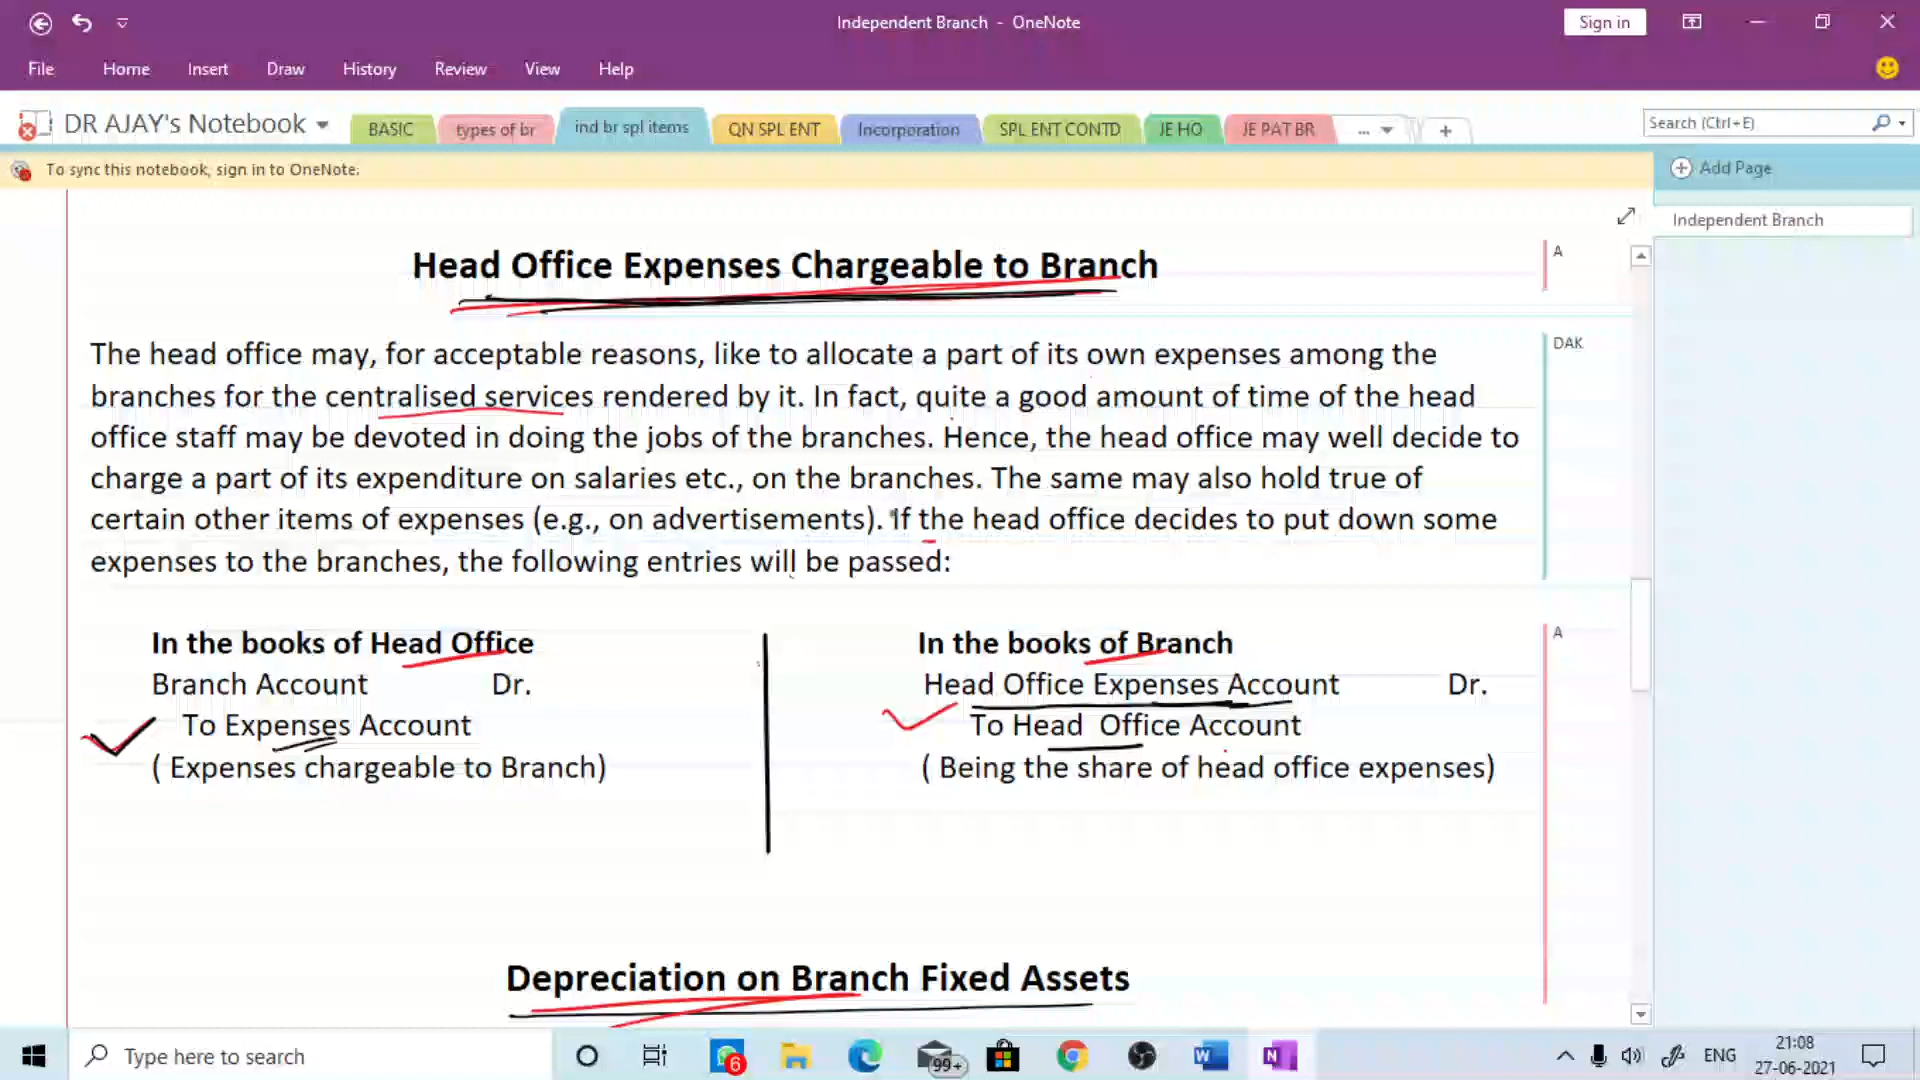 Independent Branch - OneNote
Sign in
File Home Insert Draw History Review View Help
DR AJAY's Notebook
BASIC types of br ind br spl items QN SPL ENT Incorporation SPL ENT CONTD JE HO JE PAT BR ...
Search (Ctrl+E)
To sync this notebook, sign in to OneNote.
Add Page
Independent Branch
Head Office Expenses Chargeable to Branch
A
The head office may, for acceptable reasons, like to allocate a part of its own expenses among the
DAK
branches for the centralised services rendered by it. In fact, quite a good amount of time of the head
office staff may be devoted in doing the jobs of the branches. Hence, the head office may well decide to
charge a part of its expenditure on salaries etc., on the branches. The same may also hold true of
certain other items of expenses (e.g., on advertisements). If the head office decides to put down some
expenses to the branches, the following entries will be passed:
In the books of Head Office
Branch Account Dr.
To Expenses Account
( Expenses chargeable to Branch)
In the books of Branch
A
Head Office Expenses Account Dr.
To Head Office Account
( Being the share of head office expenses)
Depreciation on Branch Fixed Assets
Type here to search
6
99+
W
N
ENG
21:08
27-06-2021